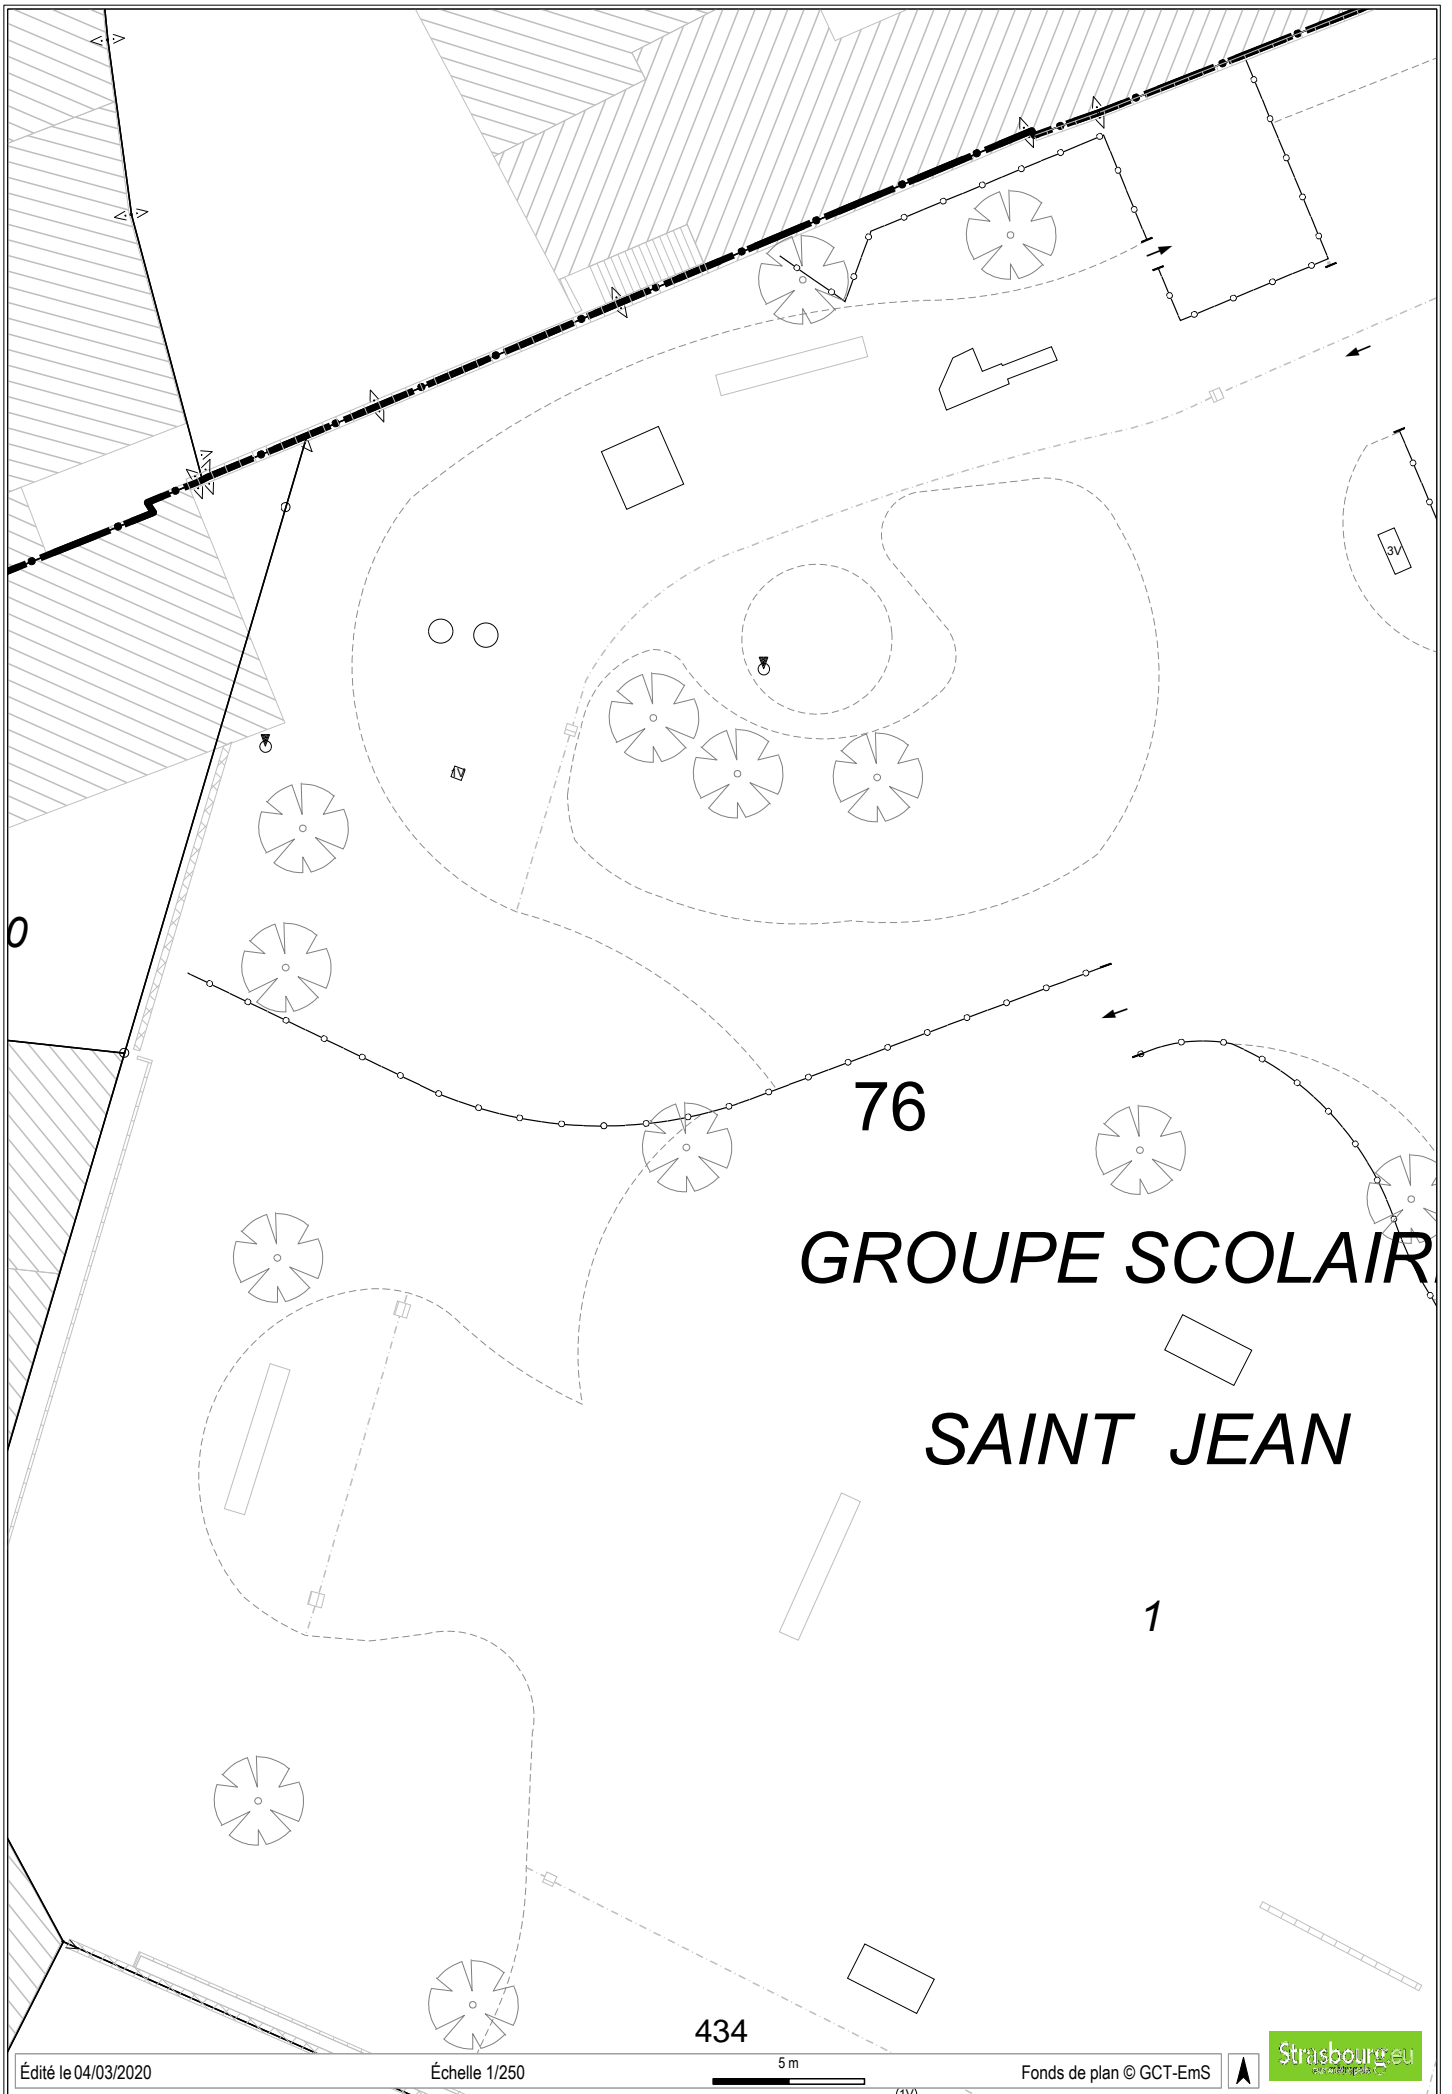 3V
0
76
GROUPE SCOLAIR
SAINT JEAN
1
434
Édité le 04/03/2020
Échelle 1/250
5 m
Fonds de plan © GCT-EmS
Strasbourg.eu
(1V)